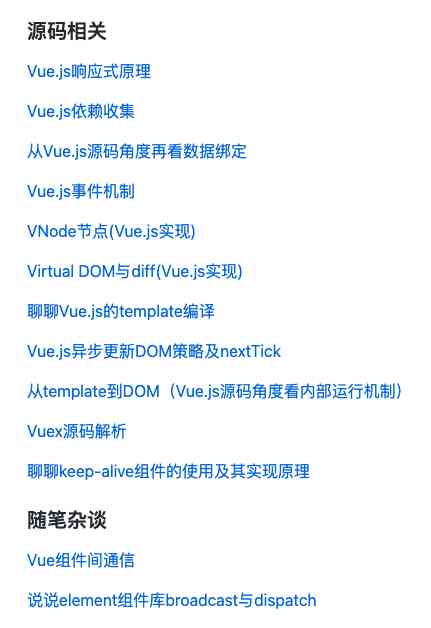 源码相关
Vue.js响应式原理
Vue.js依赖收集
从Vue.js源码角度再看数据绑定
Vue.js事件机制
VNode节点(Vue.js实现)
Virtual DOM与diff(Vue.js实现)
聊聊Vue.js的template编译
Vue.js异步更新DOM策略及nextTick
从template到DOM（Vue.js源码角度看内部运行机制）
Vuex源码解析
聊聊keep-alive组件的使用及其实现原理
随笔杂谈
Vue组件间通信
说说element组件库broadcast与dispatch